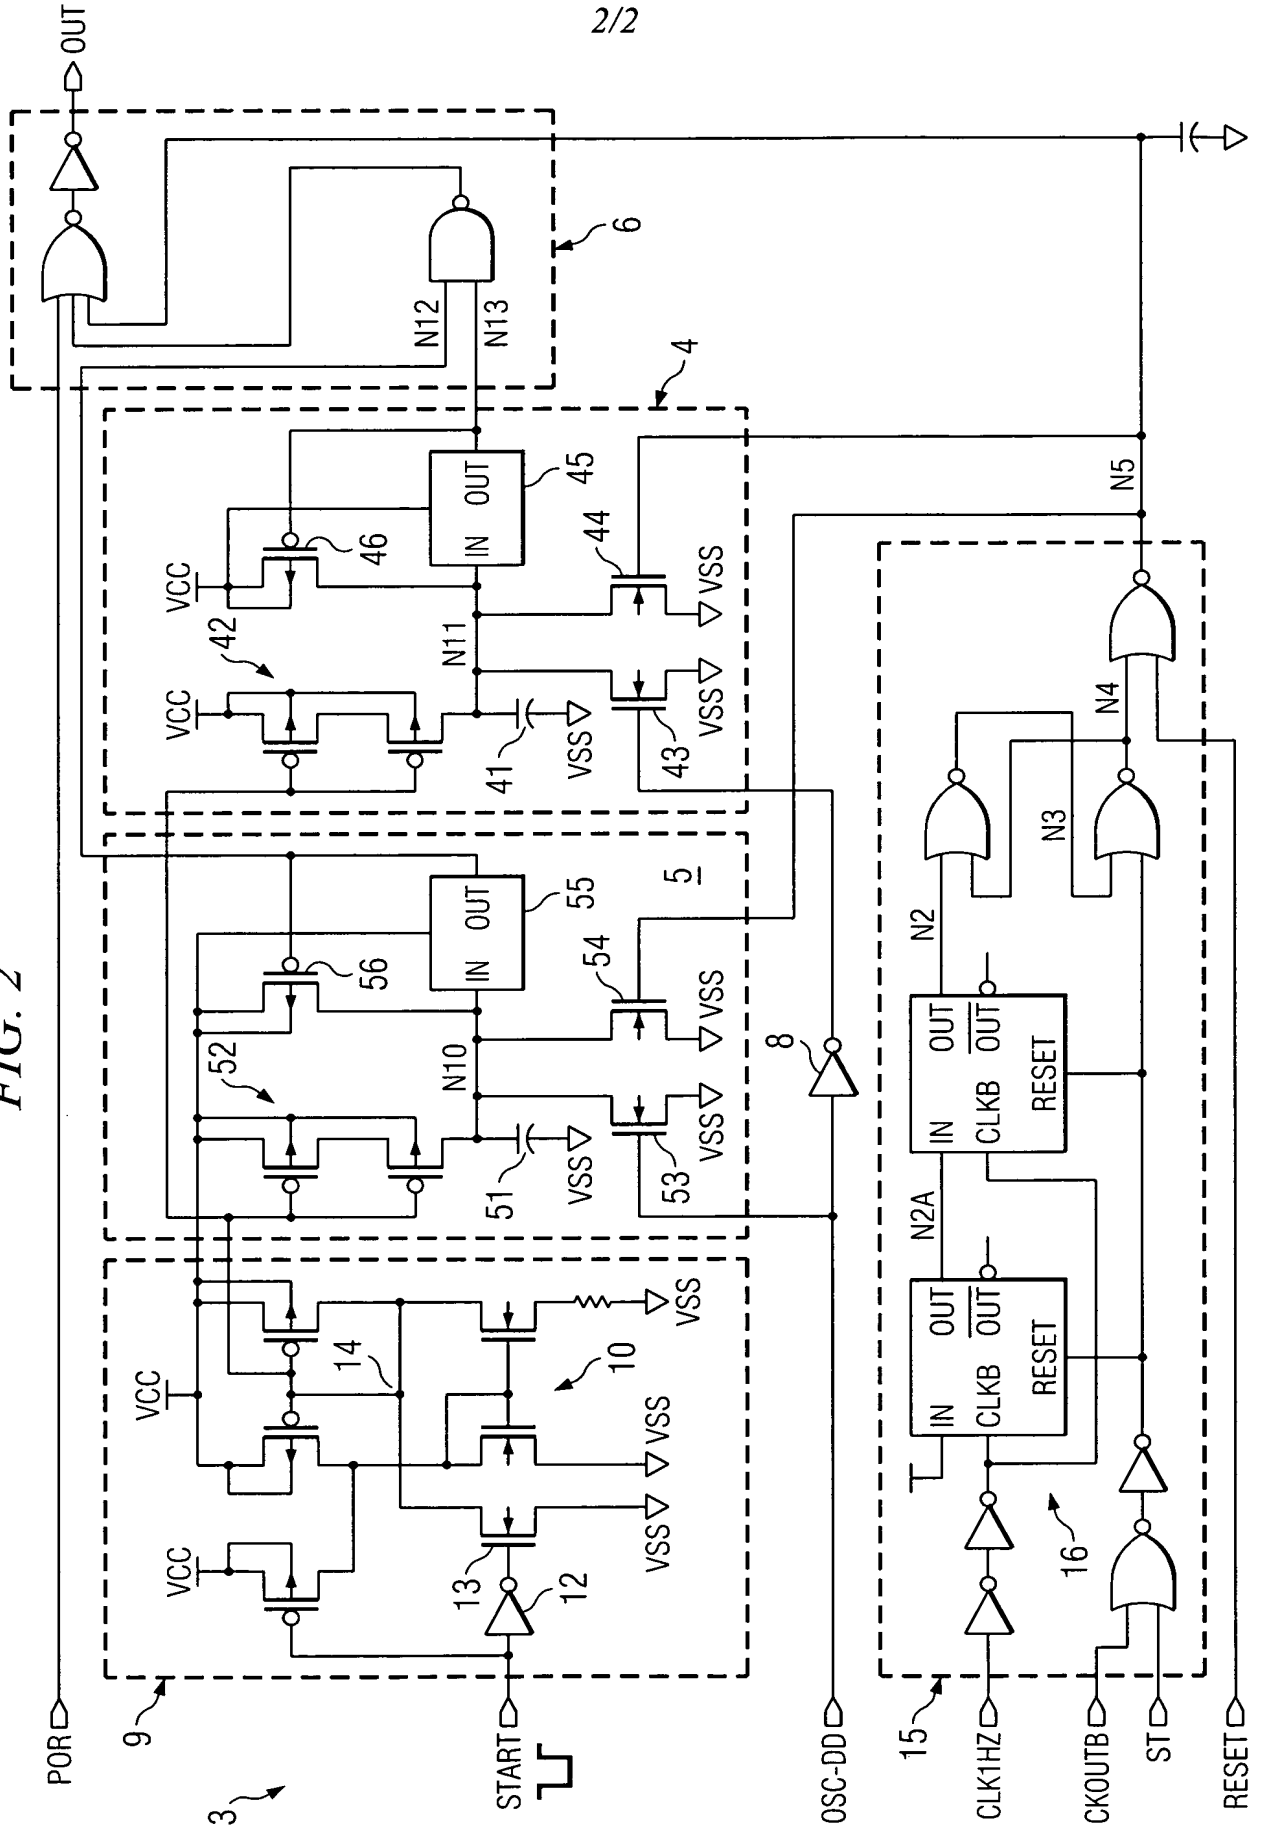 2/2
FIG. 2
OUT
POR
6
N12
N13
4
VCC
42
46
OUT
IN
45
N11
44
VCC
41
VSS
43
VSS
VSS
N5
5
52
56
OUT
IN
55
N10
54
51
VSS
53
VSS
VSS
8
9
3
VCC
14
10
VSS
VSS
VSS
VCC
13
12
START
OSC-DD
15
16
N2
N3
N4
N2A
IN
OUT
OUT
CLKB
RESET
IN
OUT
OUT
CLKB
RESET
CLK1HZ
CKOUTB
ST
RESET